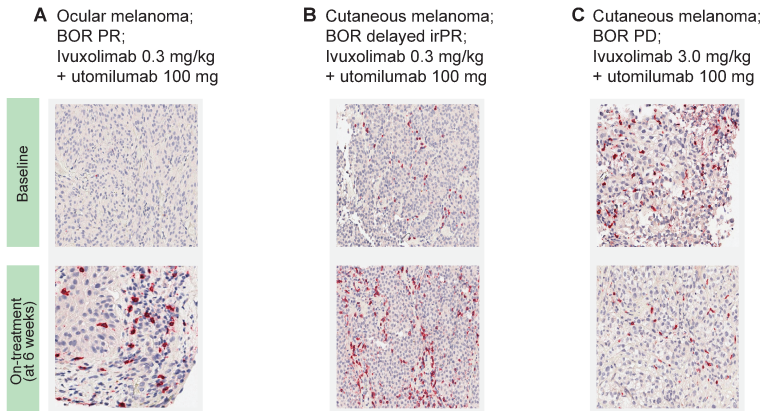 A Ocular melanoma;
BOR PR;
Ivuxolimab 0.3 mg/kg
+ utomilumab 100 mg
B Cutaneous melanoma;
BOR delayed irPR;
Ivuxolimab 0.3 mg/kg
+ utomilumab 100 mg
C Cutaneous melanoma;
BOR PD;
Ivuxolimab 3.0 mg/kg
+ utomilumab 100 mg
Baseline
On-treatment
(at 6 weeks)